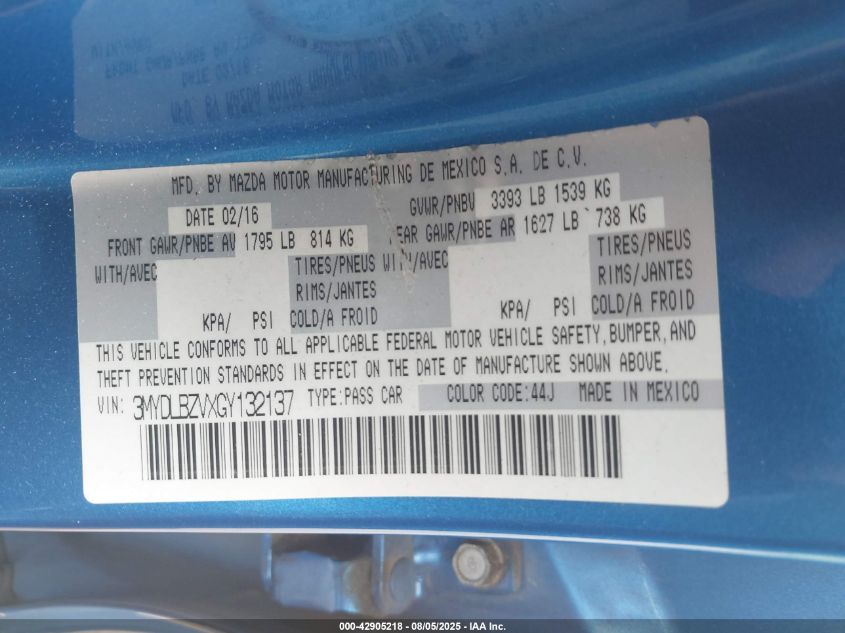 MFD. BY MAZDA MOTOR MANUFACTURING DE MEXICO S.A. DE C.V.
DATE 02/16 GVWR/PNBV 3393 LB 1539 KG
FRONT GAWR/PNBE AV 1795 LB 814 KG REAR GAWR/PNBE AR 1627 LB 738 KG
WITH/AVEC TIRES/PNEUS WITH/AVEC TIRES/PNEUS
RIMS/JANTES RIMS/JANTES
KPA/ PSI COLD/A FROID KPA/ PSI COLD/A FROID
THIS VEHICLE CONFORMS TO ALL APPLICABLE FEDERAL MOTOR VEHICLE SAFETY, BUMPER, AND
THEFT PREVENTION STANDARDS IN EFFECT ON THE DATE OF MANUFACTURE SHOWN ABOVE.
VIN: 3MYDLBZVXGY132137 TYPE:PASS CAR COLOR CODE:44J MADE IN MEXICO
000-42905218 - 08/05/2025 - IAA Inc.